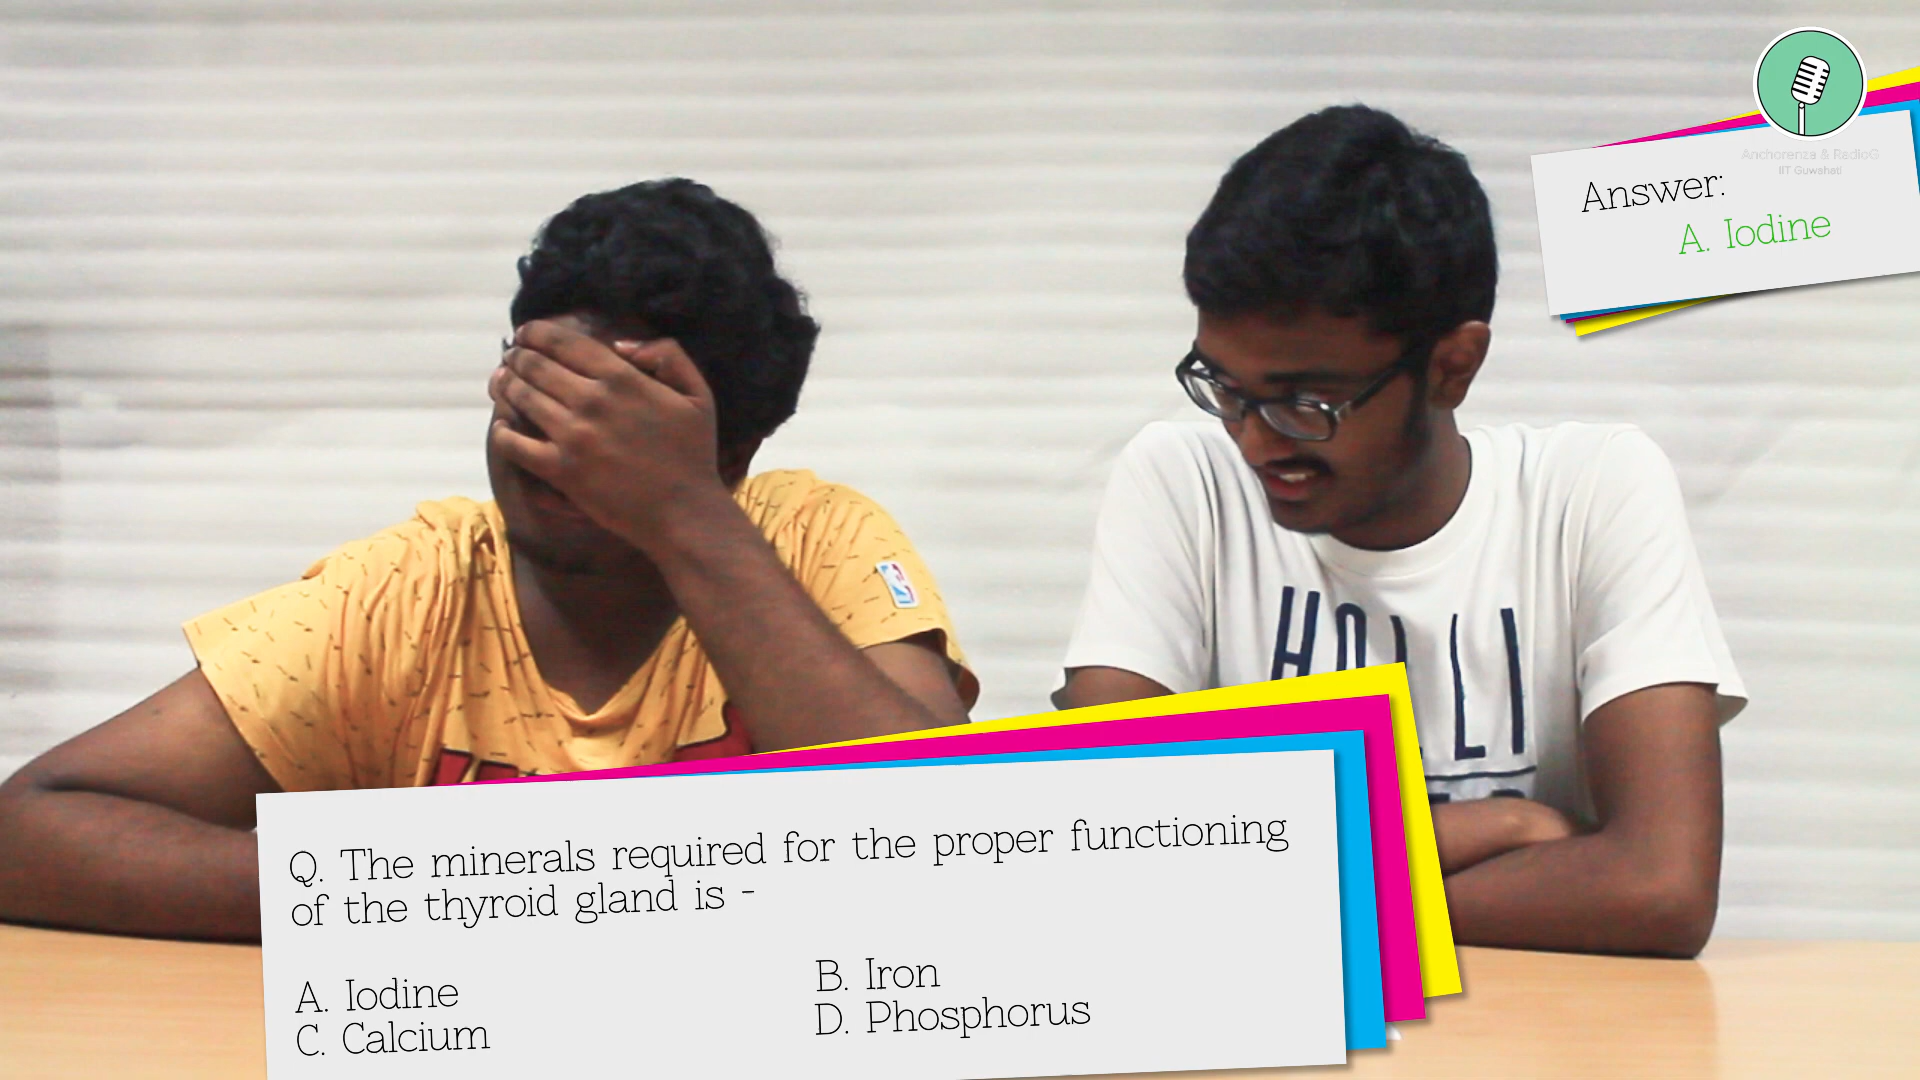 Anchorenza & RadioG
IIT Guwahati
Answer:
A. Iodine
HOLLI
Q. The minerals required for the proper functioning
of the thyroid gland is -
A. Iodine
B. Iron
C. Calcium
D. Phosphorus